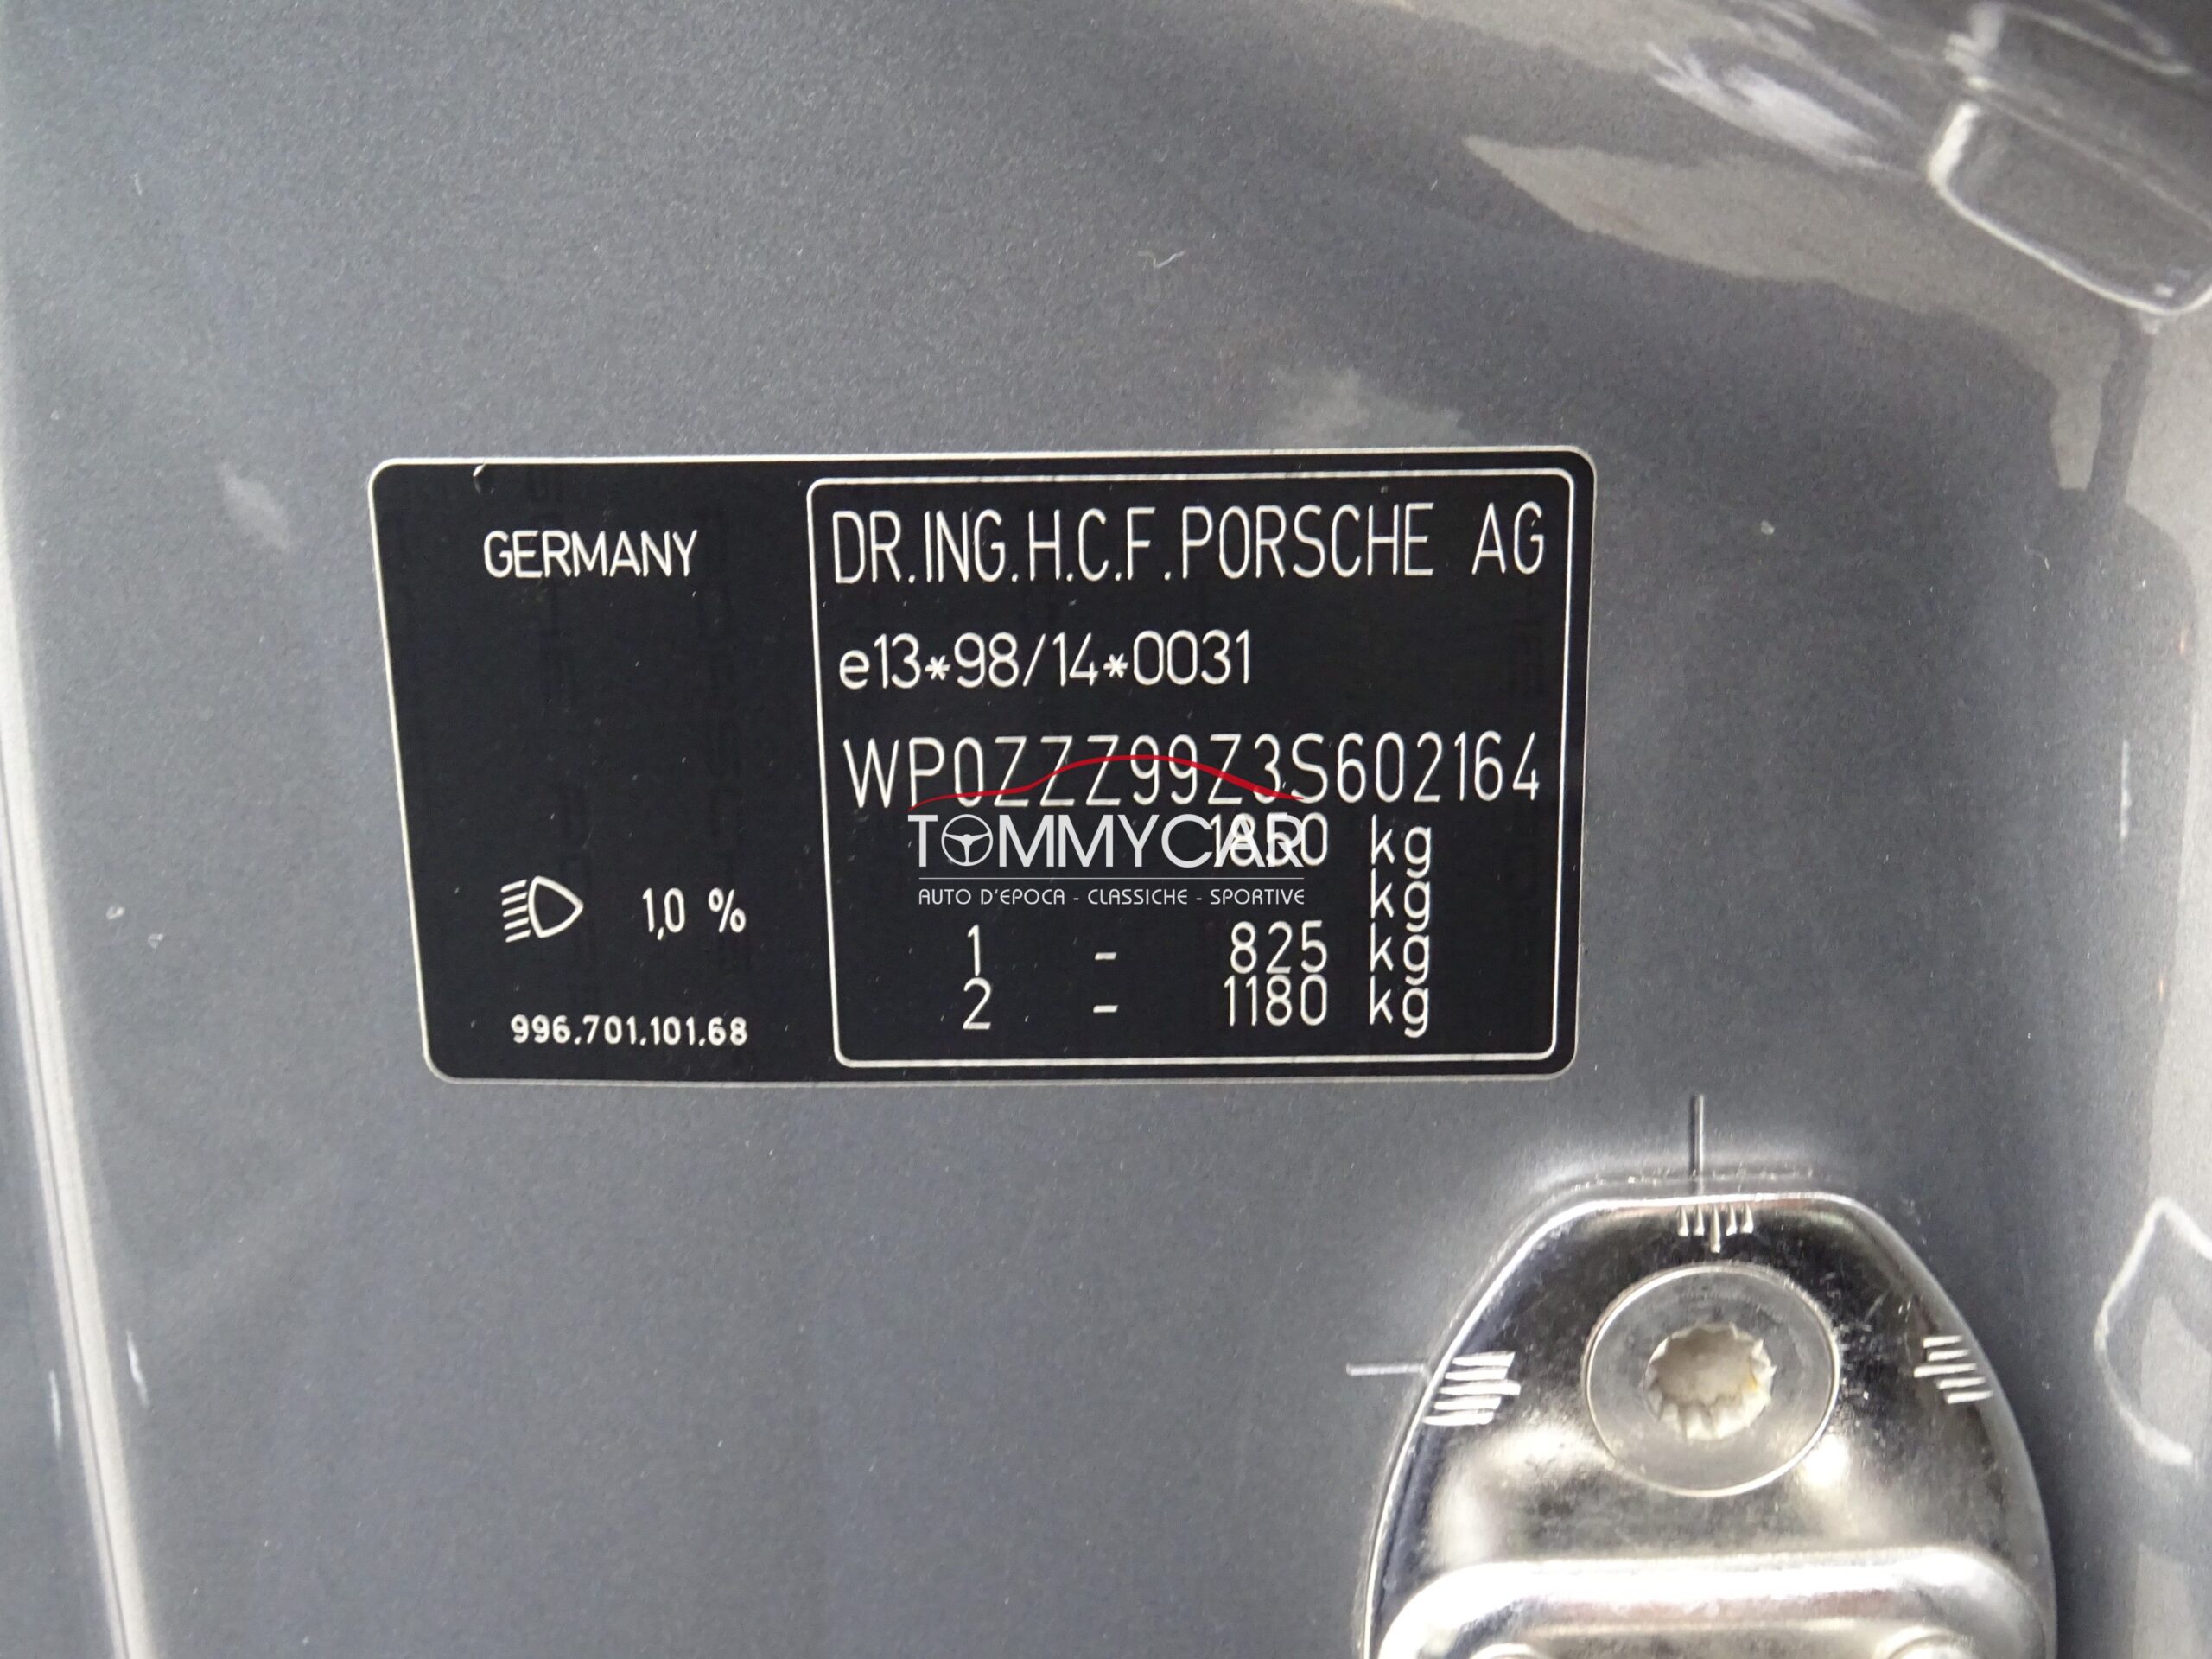 GERMANY
1,0 %
996.701.101.68
DR.ING.H.C.F.PORSCHE AG
e13*98/14*0031
WP0ZZZ99Z3S602164
1850 kg
kg
1 - 825 kg
2 - 1180 kg
TOMMYCAR
AUTO D'EPOCA - CLASSICHE - SPORTIVE